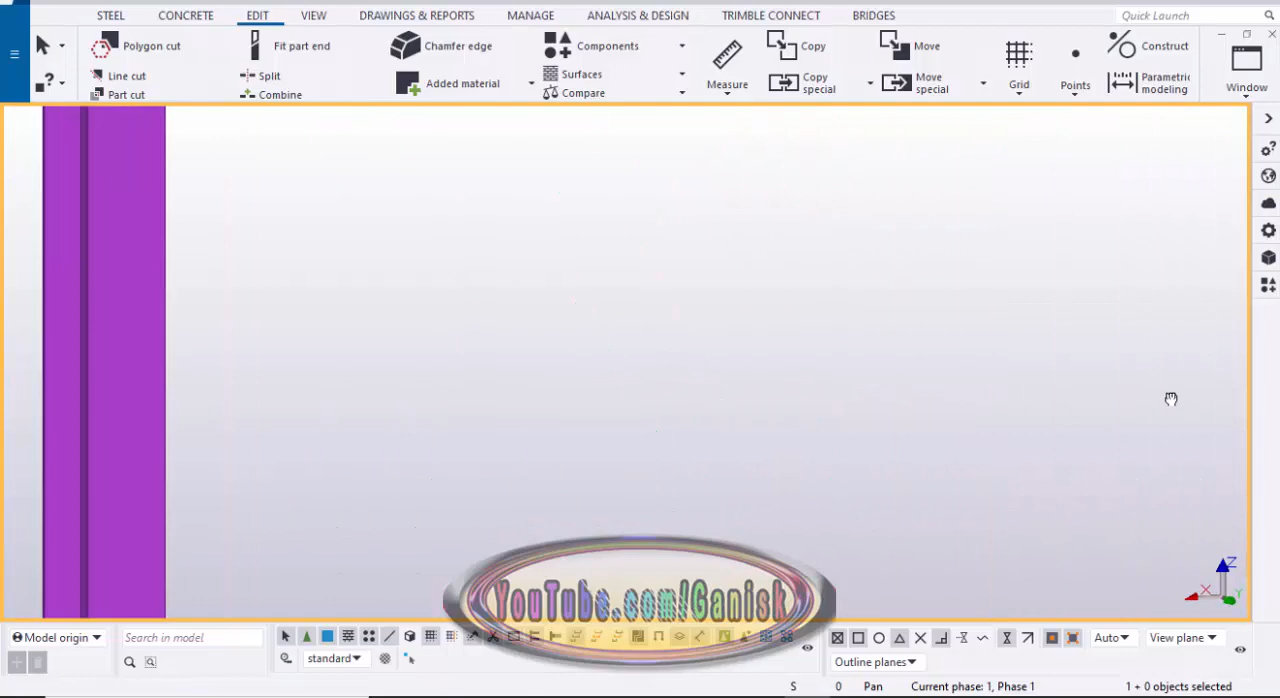 STEEL CONCRETE EDIT VIEW DRAWINGS & REPORTS MANAGE ANALYSIS & DESIGN TRIMBLE CONNECT BRIDGES Quick Launch
Polygon cut Fit part end Chamfer edge Components Copy Move Construct
Line cut Split Added material Surfaces Measure Copy special Move special Grid Points Parametric modeling Window
Part cut Combine Compare
Z
X
Y
YouTube.com/Ganisk
Model origin Search in model Auto View plane
standard Outline planes
S 0 Pan Current phase: 1, Phase 1 1 + 0 objects selected